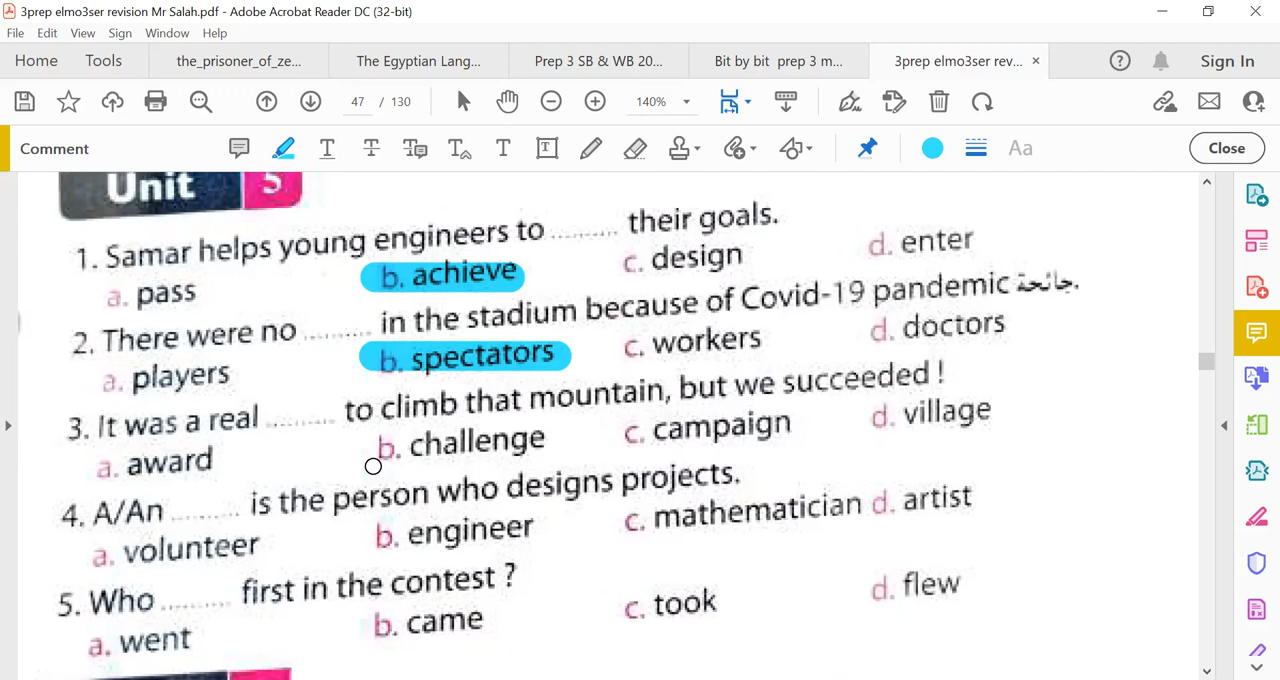 3prep elmo3ser revision Mr Salah.pdf - Adobe Acrobat Reader DC (32-bit)
File Edit View Sign Window Help
Home Tools the_prisoner_of_ze... The Egyptian Lang... Prep 3 SB & WB 20... Bit by bit prep 3 m... 3prep elmo3ser rev... × Sign In
47 / 130 140%
Comment Aa Close
Unit 5
1. Samar helps young engineers to .......... their goals.
a. pass b. achieve c. design d. enter
2. There were no .......... in the stadium because of Covid-19 pandemic جائحة.
a. players b. spectators c. workers d. doctors
3. It was a real .......... to climb that mountain, but we succeeded !
a. award b. challenge c. campaign d. village
4. A/An .......... is the person who designs projects.
a. volunteer b. engineer c. mathematician d. artist
5. Who .......... first in the contest ?
a. went b. came c. took d. flew